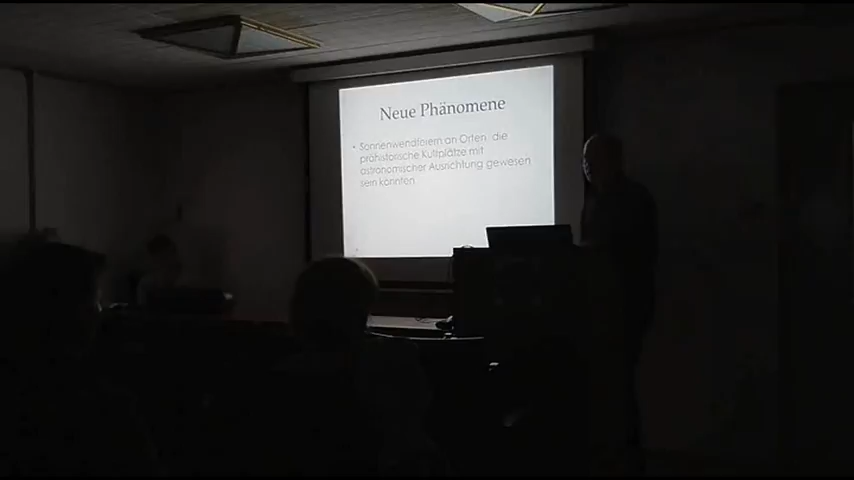 Neue Phänomene
• Sonnenwendfeiern an Orten, die
prähistorische Kultplätze mit
astronomischer Ausrichtung gewesen
sein könnten